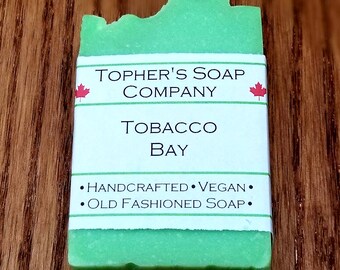 TOPHER'S SOAP
COMPANY
TOBACCO
BAY
•HANDCRAFTED•VEGAN•
•OLD FASHIONED SOAP•